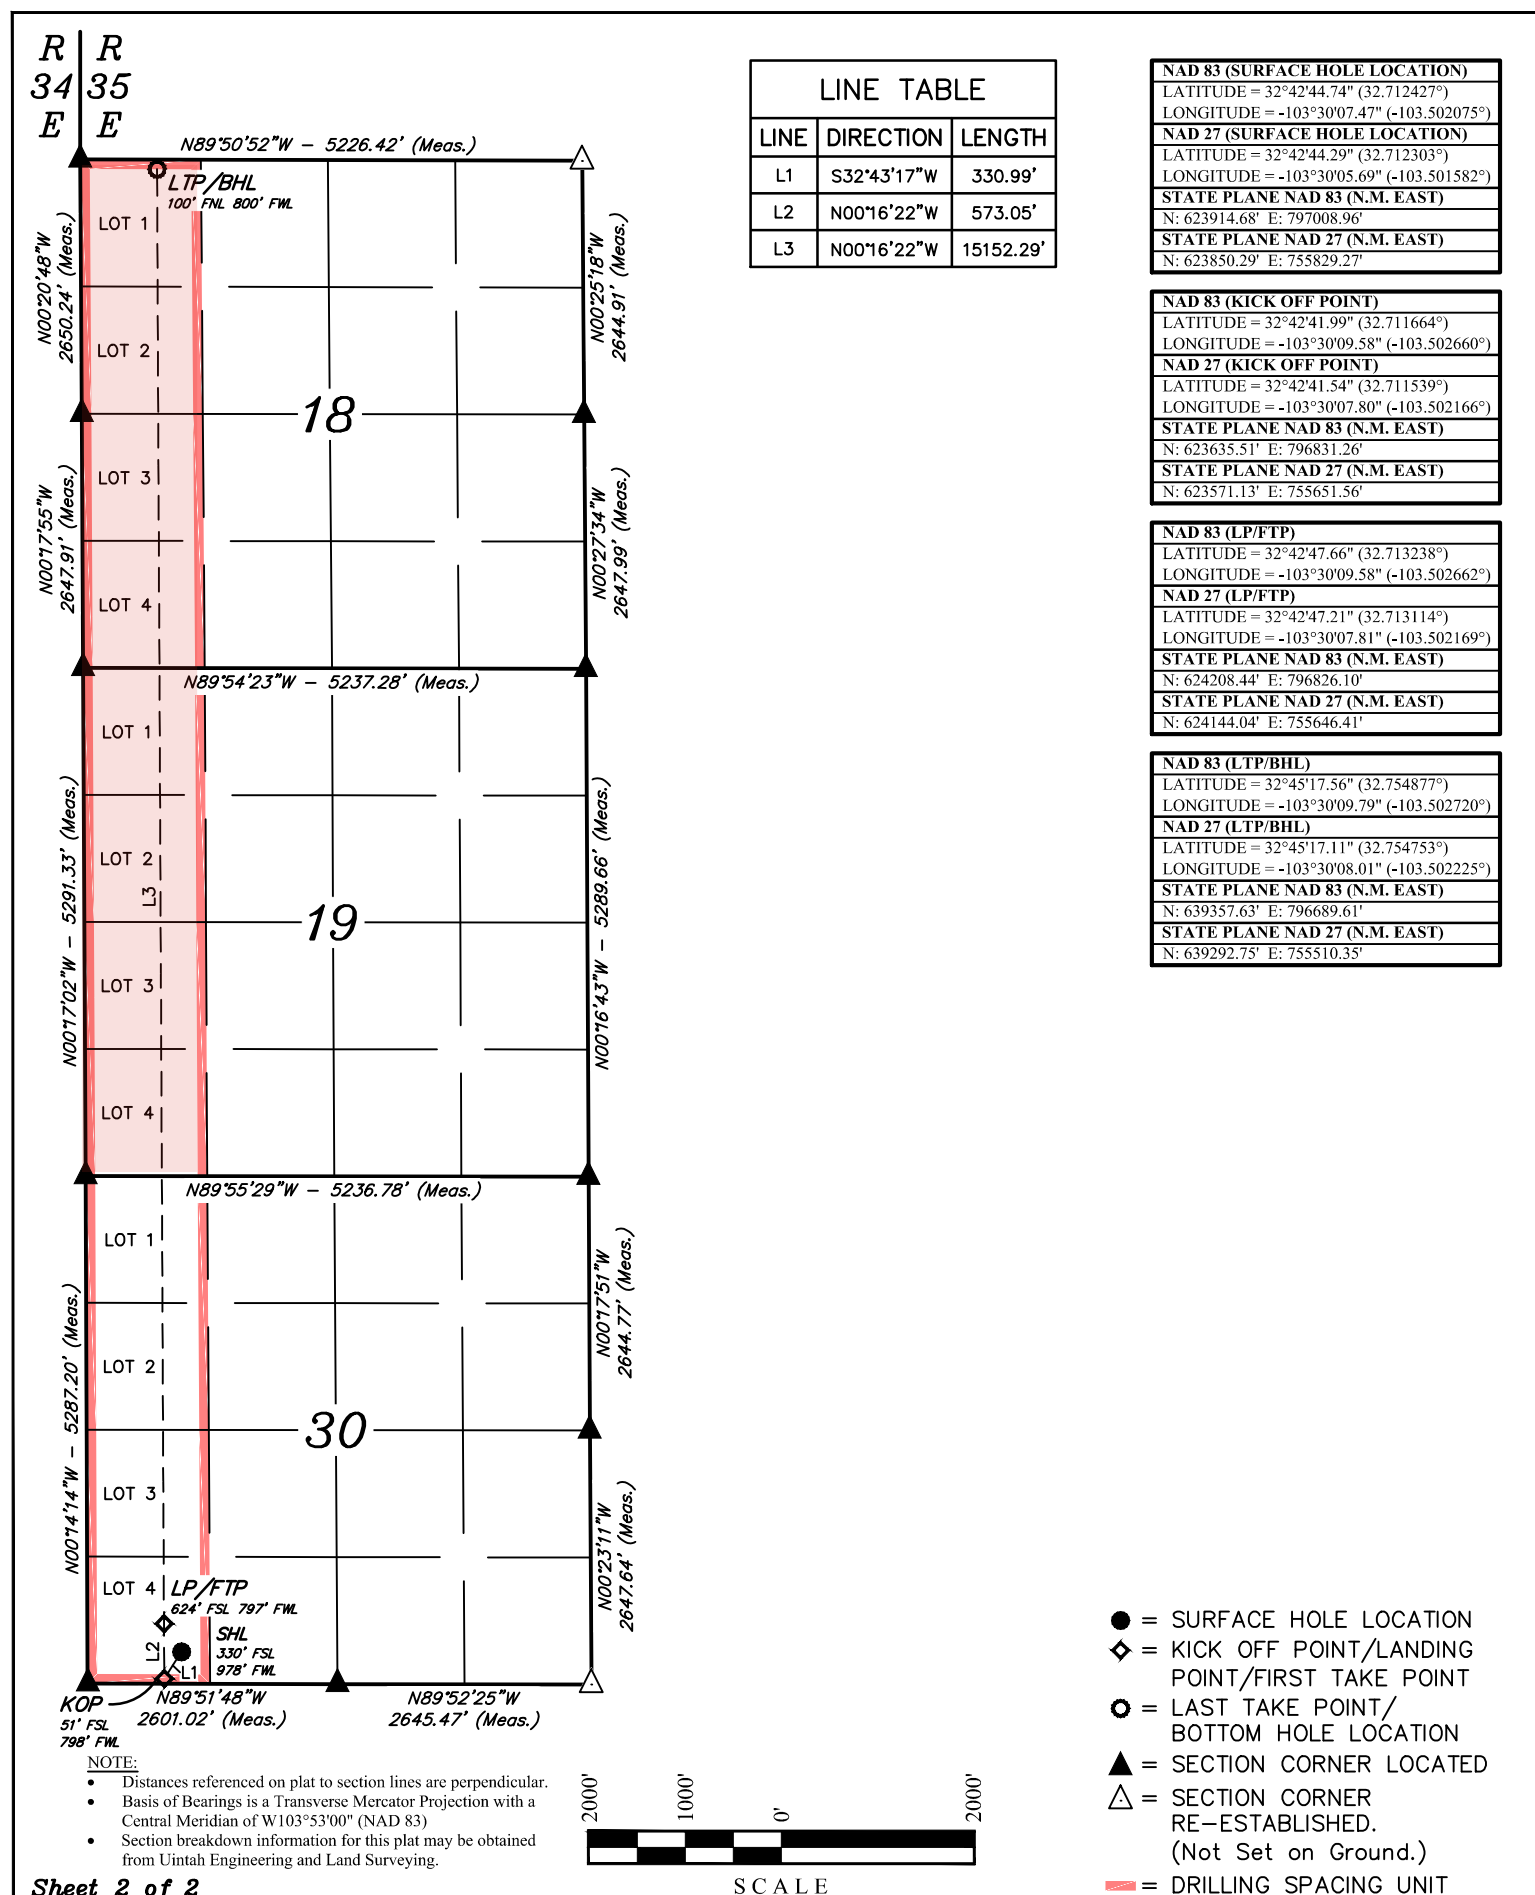 R R
34 35
E E
N89°50'52"W – 5226.42' (Meas.)
LTP/BHL
100' FNL 800' FWL
LOT 1
N00°20'48"W
2650.24' (Meas.)
N00°25'18"W
2644.91' (Meas.)
LOT 2
18
LOT 3
N00°17'55"W
2647.91' (Meas.)
N00°27'34"W
2647.99' (Meas.)
LOT 4
N89°54'23"W – 5237.28' (Meas.)
LOT 1
LOT 2
L3
N00°17'02"W – 5291.33' (Meas.)
19
N00°16'43"W – 5289.66' (Meas.)
LOT 3
LOT 4
N89°55'29"W – 5236.78' (Meas.)
LOT 1
N00°17'51"W
2644.77' (Meas.)
LOT 2
N00°14'14"W – 5287.20' (Meas.)
30
LOT 3
N00°23'11"W
2647.64' (Meas.)
LOT 4
LP/FTP
624' FSL 797' FWL
L2
SHL
330' FSL
978' FWL
L1
KOP
51' FSL
798' FWL
N89°51'48"W
2601.02' (Meas.)
N89°52'25"W
2645.47' (Meas.)
LINE TABLE
LINE DIRECTION LENGTH
L1 S32°43'17"W 330.99'
L2 N00°16'22"W 573.05'
L3 N00°16'22"W 15152.29'
NAD 83 (SURFACE HOLE LOCATION)
LATITUDE = 32°42'44.74" (32.712427°)
LONGITUDE = -103°30'07.47" (-103.502075°)
NAD 27 (SURFACE HOLE LOCATION)
LATITUDE = 32°42'44.29" (32.712303°)
LONGITUDE = -103°30'05.69" (-103.501582°)
STATE PLANE NAD 83 (N.M. EAST)
N: 623914.68' E: 797008.96'
STATE PLANE NAD 27 (N.M. EAST)
N: 623850.29' E: 755829.27'
NAD 83 (KICK OFF POINT)
LATITUDE = 32°42'41.99" (32.711664°)
LONGITUDE = -103°30'09.58" (-103.502660°)
NAD 27 (KICK OFF POINT)
LATITUDE = 32°42'41.54" (32.711539°)
LONGITUDE = -103°30'07.80" (-103.502166°)
STATE PLANE NAD 83 (N.M. EAST)
N: 623635.51' E: 796831.26'
STATE PLANE NAD 27 (N.M. EAST)
N: 623571.13' E: 755651.56'
NAD 83 (LP/FTP)
LATITUDE = 32°42'47.66" (32.713238°)
LONGITUDE = -103°30'09.58" (-103.502662°)
NAD 27 (LP/FTP)
LATITUDE = 32°42'47.21" (32.713114°)
LONGITUDE = -103°30'07.81" (-103.502169°)
STATE PLANE NAD 83 (N.M. EAST)
N: 624208.44' E: 796826.10'
STATE PLANE NAD 27 (N.M. EAST)
N: 624144.04' E: 755646.41'
NAD 83 (LTP/BHL)
LATITUDE = 32°45'17.56" (32.754877°)
LONGITUDE = -103°30'09.79" (-103.502720°)
NAD 27 (LTP/BHL)
LATITUDE = 32°45'17.11" (32.754753°)
LONGITUDE = -103°30'08.01" (-103.502225°)
STATE PLANE NAD 83 (N.M. EAST)
N: 639357.63' E: 796689.61'
STATE PLANE NAD 27 (N.M. EAST)
N: 639292.75' E: 755510.35'
= SURFACE HOLE LOCATION
= KICK OFF POINT/LANDING
POINT/FIRST TAKE POINT
= LAST TAKE POINT/
BOTTOM HOLE LOCATION
= SECTION CORNER LOCATED
= SECTION CORNER
RE–ESTABLISHED.
(Not Set on Ground.)
= DRILLING SPACING UNIT
NOTE:
• Distances referenced on plat to section lines are perpendicular.
• Basis of Bearings is a Transverse Mercator Projection with a
Central Meridian of W103°53'00" (NAD 83)
• Section breakdown information for this plat may be obtained
from Uintah Engineering and Land Surveying.
2000' 1000' 0' 2000'
SCALE
Sheet 2 of 2